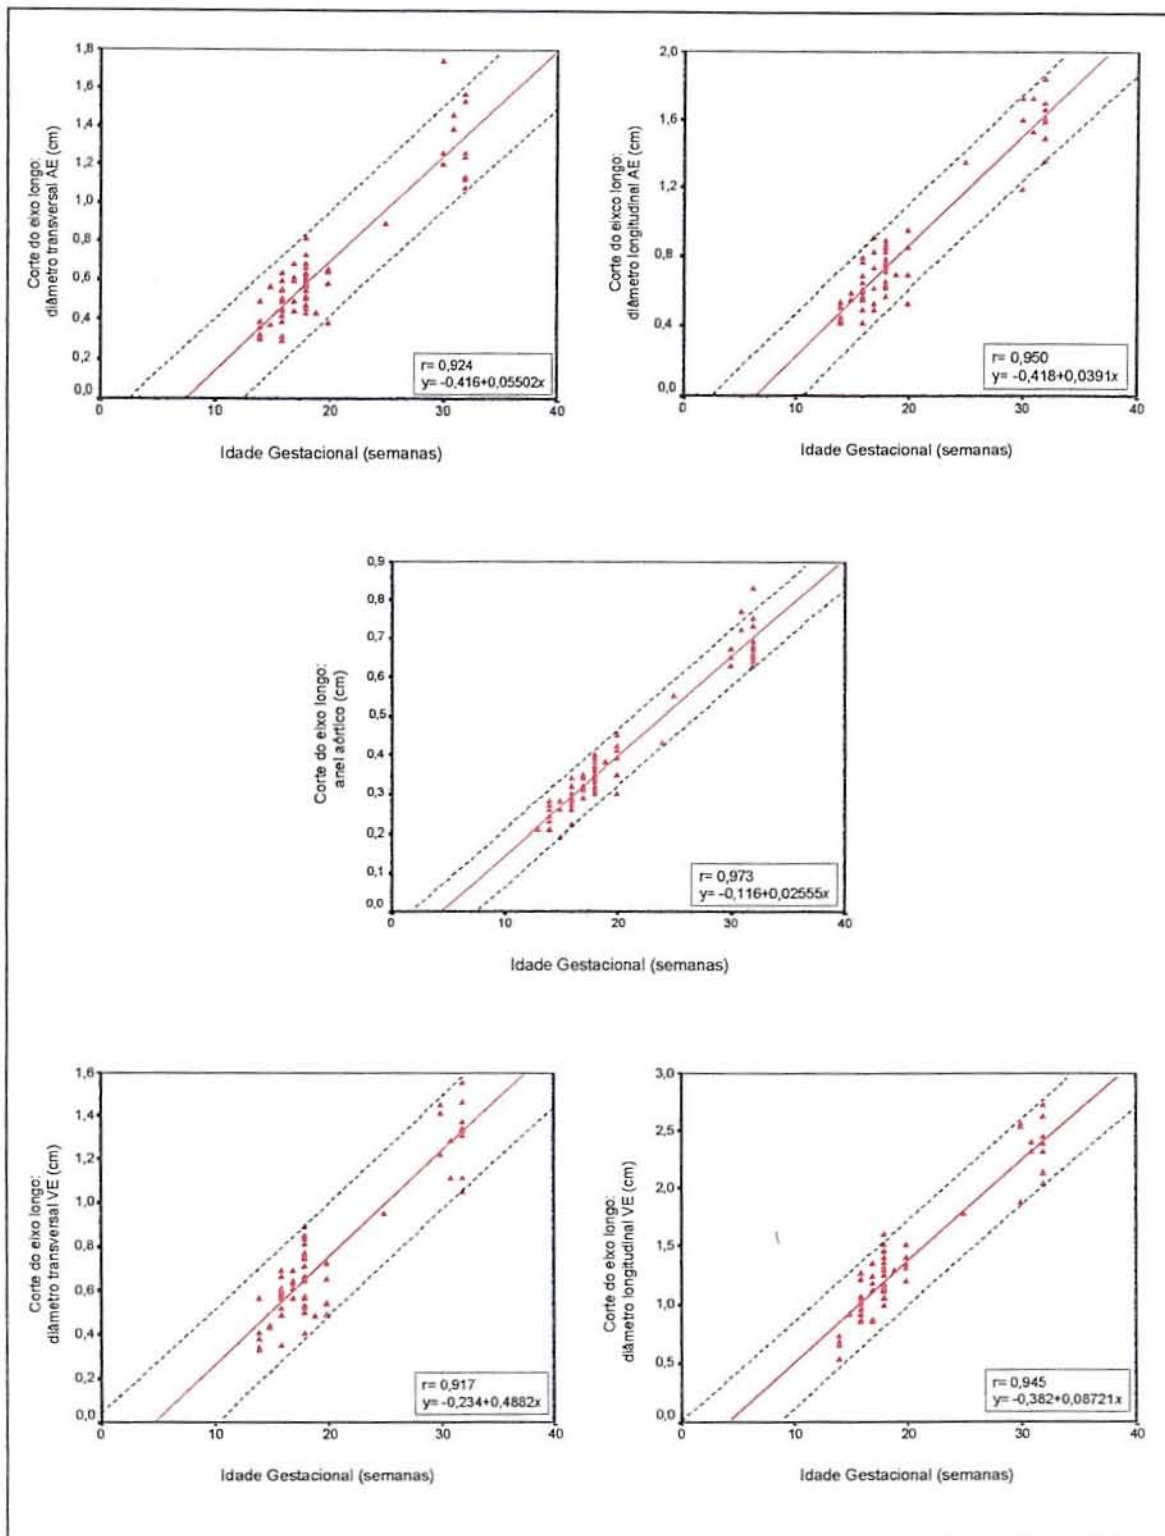 Corte do eixo longo:
diâmetro transversal AE (cm)
1,8
1,6
1,4
1,2
1,0
0,8
0,6
0,4
0,2
0,0
r= 0,924
y= -0,416+0,05502x
0
10
20
30
40
Idade Gestacional (semanas)
Corte do eixco longo:
diâmetro longitudinal AE (cm)
2,0
1,6
1,2
0,8
0,4
0,0
r= 0,950
y= -0,418+0,0391x
0
10
20
30
40
Idade Gestacional (semanas)
Corte do eixo longo:
anel aórtico (cm)
0,9
0,8
0,7
0,6
0,5
0,4
0,3
0,2
0,1
0,0
r= 0,973
y= -0,116+0,02555x
0
10
20
30
40
Idade Gestacional (semanas)
Corte do eixo longo:
diâmetro transversal VE (cm)
1,6
1,4
1,2
1,0
0,8
0,6
0,4
0,2
0,0
r= 0,917
y= -0,234+0,4882x
0
10
20
30
40
Idade Gestacional (semanas)
Corte do eixo longo:
diâmetro longitudinal VE (cm)
3,0
2,5
2,0
1,5
1,0
0,5
0,0
r= 0,945
y= -0,382+0,08721x
0
10
20
30
40
Idade Gestacional (semanas)